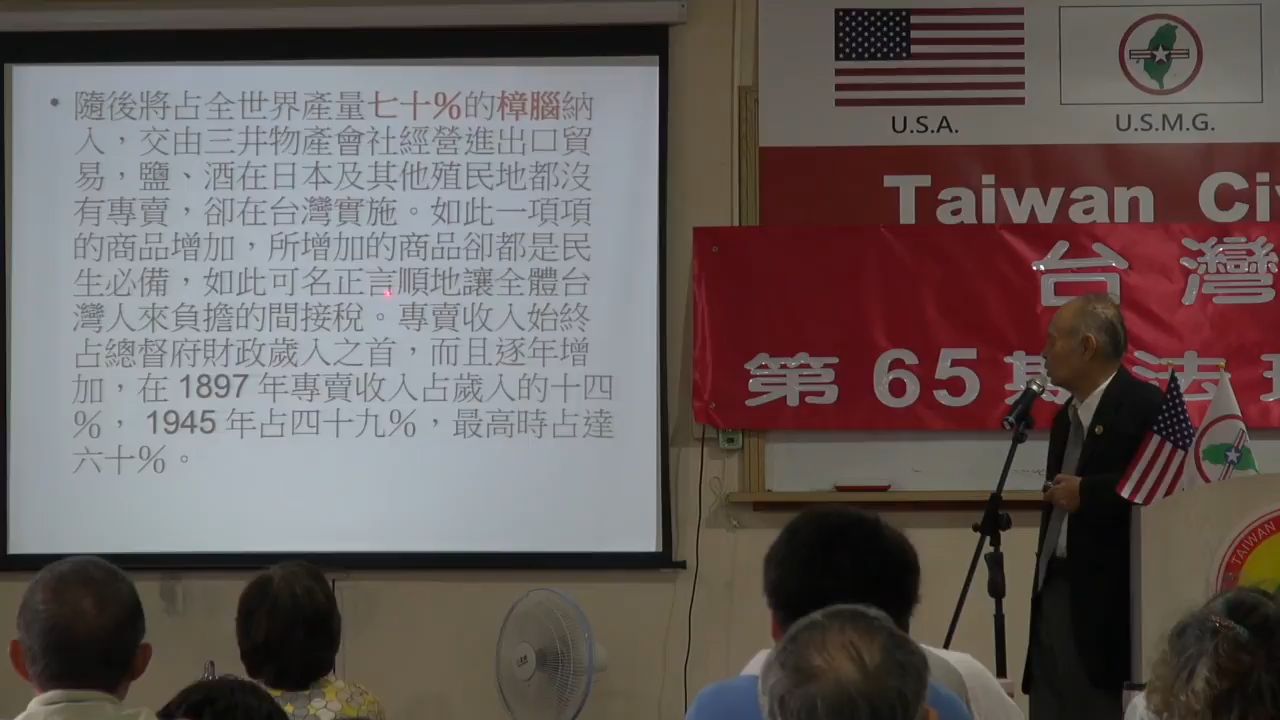 • 隨後將占全世界產量七十%的樟腦納
入，交由三井物產會社經營進出口貿
易，鹽、酒在日本及其他殖民地都沒
有專賣，卻在台灣實施。如此一項項
的商品增加，所增加的商品卻都是民
生必備，如此可名正言順地讓全體台
灣人來負擔的間接稅。專賣收入始終
占總督府財政歲入之首，而且逐年增
加，在 1897 年專賣收入占歲入的十四
%， 1945 年占四十九%，最高時占達
六十%。
U.S.A.
U.S.M.G.
Taiwan Ci
台灣
第65期法
TAIWAN